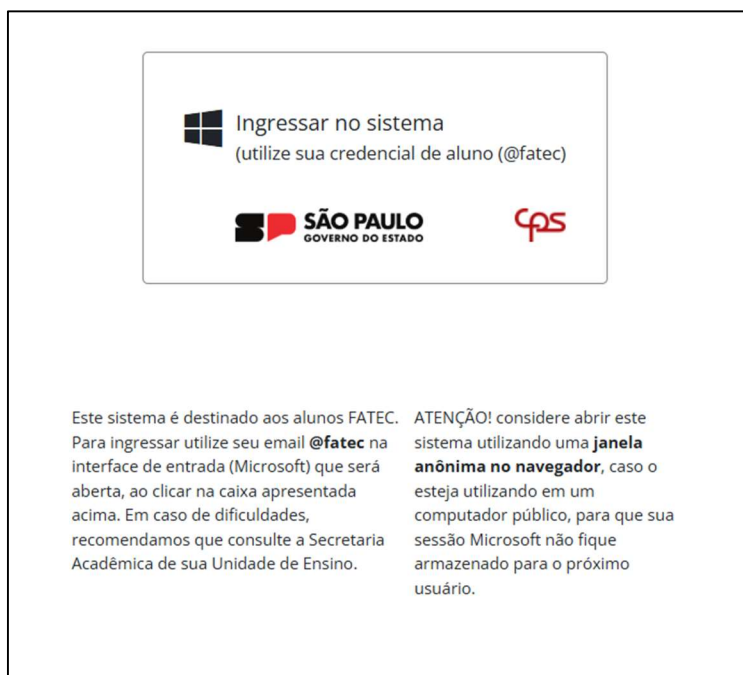 Ingressar no sistema
(utilize sua credencial de aluno (@fatec)
SÃO PAULO
GOVERNO DO ESTADO
cps
Este sistema é destinado aos alunos FATEC.
Para ingressar utilize seu email @fatec na
interface de entrada (Microsoft) que será
aberta, ao clicar na caixa apresentada
acima. Em caso de dificuldades,
recomendamos que consulte a Secretaria
Acadêmica de sua Unidade de Ensino.
ATENÇÃO! considere abrir este
sistema utilizando uma janela
anônima no navegador, caso o
esteja utilizando em um
computador público, para que sua
sessão Microsoft não fique
armazenado para o próximo
usuário.